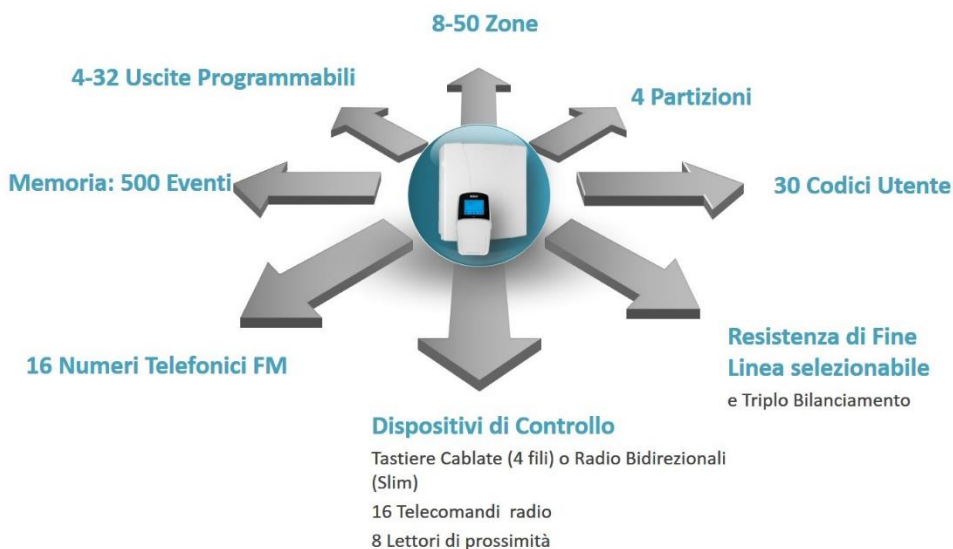 8-50 Zone
4-32 Uscite Programmabili
4 Partizioni
Memoria: 500 Eventi
30 Codici Utente
16 Numeri Telefonici FM
Resistenza di Fine
Linea selezionabile
e Triplo Bilanciamento
Dispositivi di Controllo
Tastiere Cablate (4 fili) o Radio Bidirezionali
(Slim)
16 Telecomandi radio
8 Lettori di prossimità